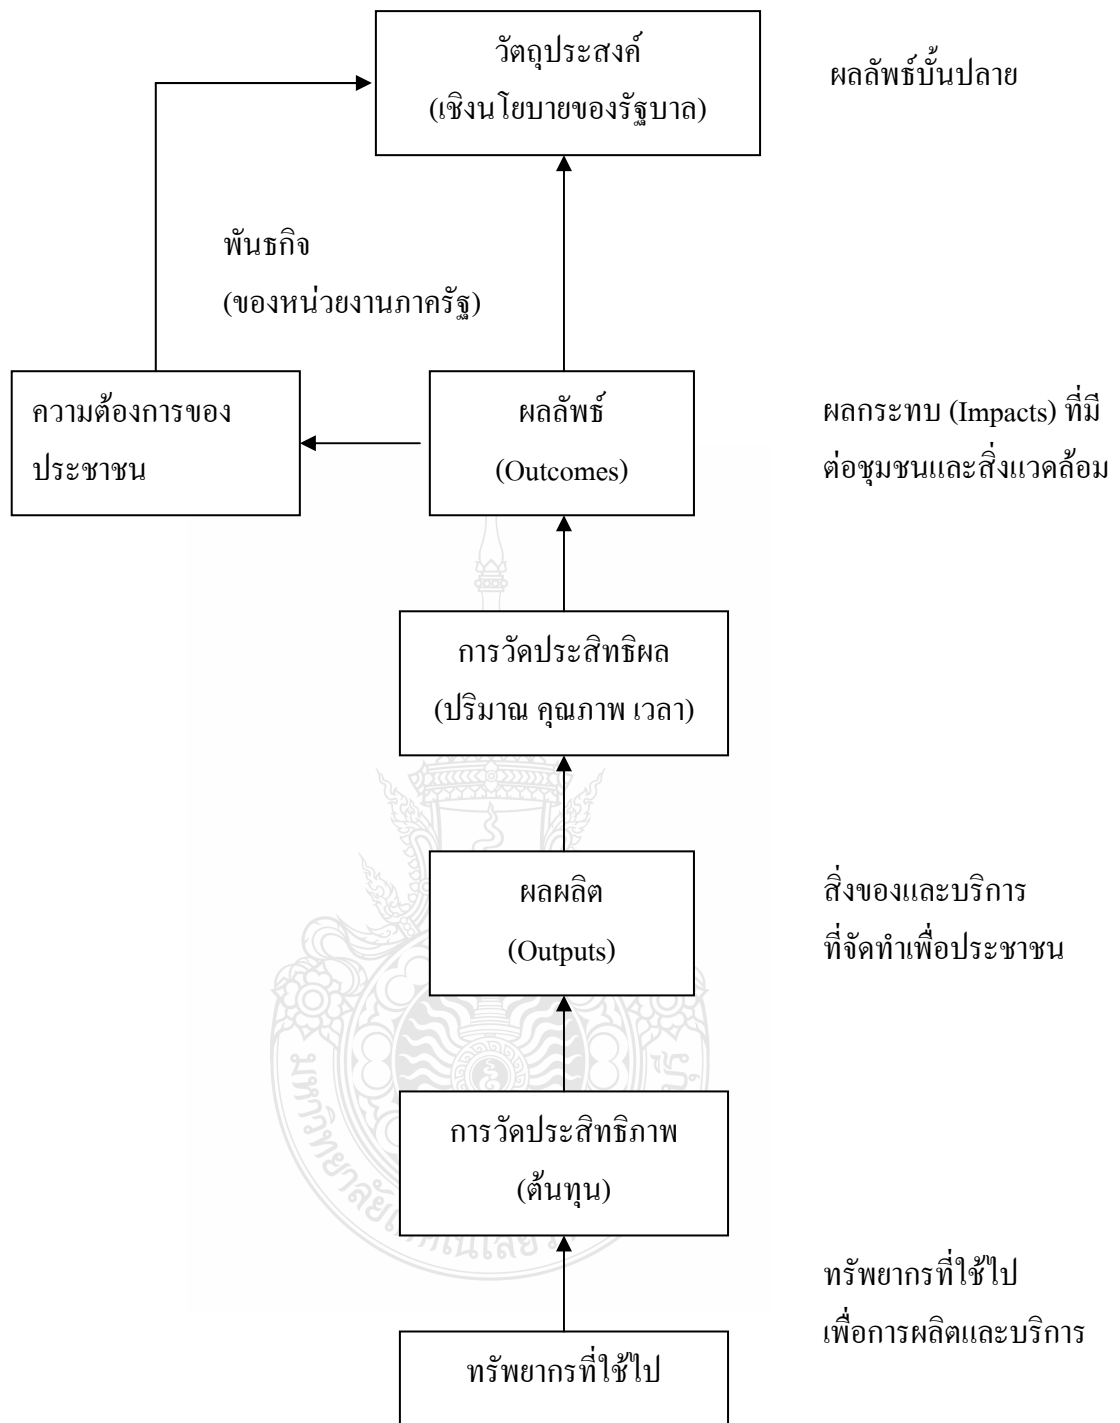 วัตถุประสงค์
(เชิงนโยบายของรัฐบาล)
ผลลัพธ์บั้นปลาย
พันธกิจ
(ของหน่วยงานภาครัฐ)
ความต้องการของ
ประชาชน
ผลลัพธ์
(Outcomes)
ผลกระทบ (Impacts) ที่มี
ต่อชุมชนและสิ่งแวดล้อม
การวัดประสิทธิผล
(ปริมาณ คุณภาพ เวลา)
ผลผลิต
(Outputs)
สิ่งของและบริการ
ที่จัดทำเพื่อประชาชน
การวัดประสิทธิภาพ
(ต้นทุน)
ทรัพยากรที่ใช้ไป
เพื่อการผลิตและบริการ
ทรัพยากรที่ใช้ไป